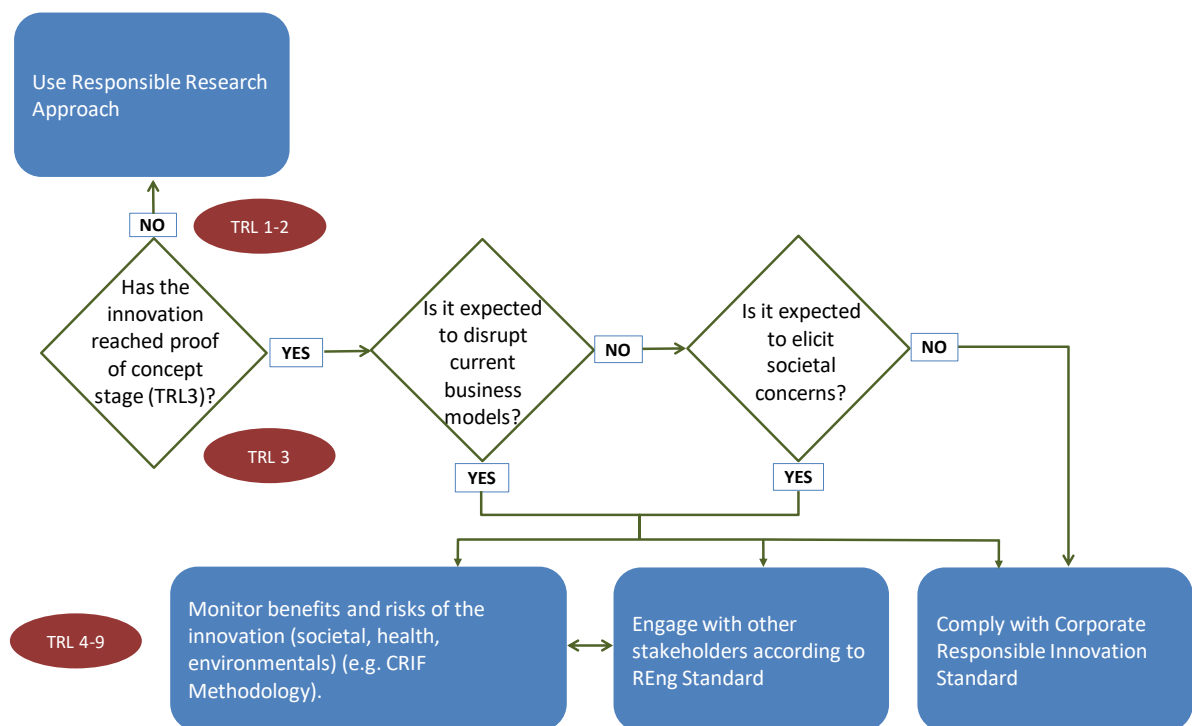 Use Responsible Research
Approach
NO
TRL 1-2
Has the
innovation
reached proof
of concept
stage (TRL3)?
YES
Is it expected
to disrupt
current
business
models?
NO
Is it expected
to elicit
societal
concerns?
NO
TRL 3
YES
YES
TRL 4-9
Monitor benefits and risks of the
innovation (societal, health,
environmentals) (e.g. CRIF
Methodology).
Engage with other
stakeholders according to
REng Standard
Comply with Corporate
Responsible Innovation
Standard